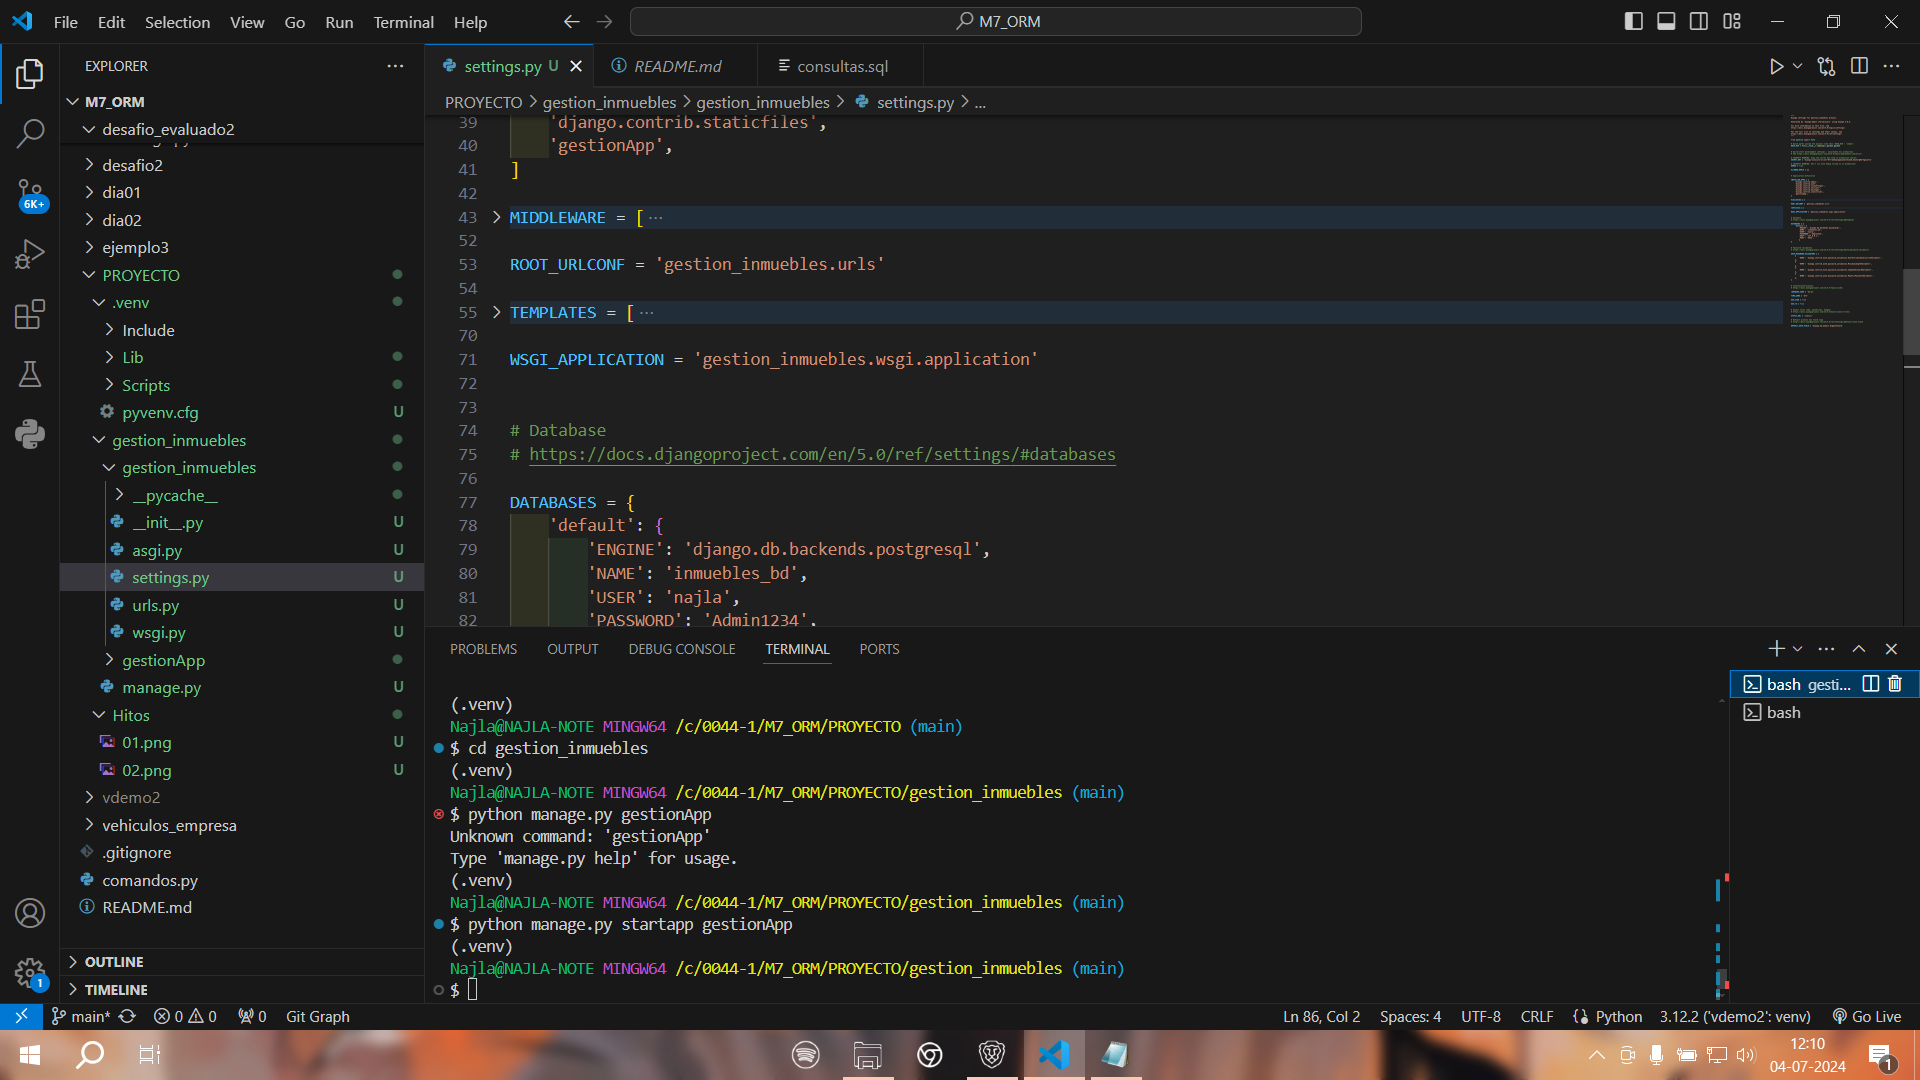 File Edit Selection View Go Run Terminal Help
M7_ORM
EXPLORER
M7_ORM
desafio_evaluado2
desafio2
dia01
dia02
ejemplo3
PROYECTO
.venv
Include
Lib
Scripts
pyvenv.cfg U
gestion_inmuebles
gestion_inmuebles
__pycache__
__init__.py U
asgi.py U
settings.py U
urls.py U
wsgi.py U
gestionApp
manage.py U
Hitos
01.png U
02.png U
vdemo2
vehiculos_empresa
.gitignore
comandos.py
README.md
OUTLINE
TIMELINE
6K+
1
settings.py U
README.md
consultas.sql
PROYECTO > gestion_inmuebles > gestion_inmuebles > settings.py > ...
39 'django.contrib.staticfiles',
40 'gestionApp',
41 ]
42
43 MIDDLEWARE = [ ...
52
53 ROOT_URLCONF = 'gestion_inmuebles.urls'
54
55 TEMPLATES = [ ...
70
71 WSGI_APPLICATION = 'gestion_inmuebles.wsgi.application'
72
73
74 # Database
75 # https://docs.djangoproject.com/en/5.0/ref/settings/#databases
76
77 DATABASES = {
78 'default': {
79 'ENGINE': 'django.db.backends.postgresql',
80 'NAME': 'inmuebles_bd',
81 'USER': 'najla',
82 'PASSWORD': 'Admin1234',
PROBLEMS OUTPUT DEBUG CONSOLE TERMINAL PORTS
(.venv)
Najla@NAJLA-NOTE MINGW64 /c/0044-1/M7_ORM/PROYECTO (main)
$ cd gestion_inmuebles
(.venv)
Najla@NAJLA-NOTE MINGW64 /c/0044-1/M7_ORM/PROYECTO/gestion_inmuebles (main)
$ python manage.py gestionApp
Unknown command: 'gestionApp'
Type 'manage.py help' for usage.
(.venv)
Najla@NAJLA-NOTE MINGW64 /c/0044-1/M7_ORM/PROYECTO/gestion_inmuebles (main)
$ python manage.py startapp gestionApp
(.venv)
Najla@NAJLA-NOTE MINGW64 /c/0044-1/M7_ORM/PROYECTO/gestion_inmuebles (main)
$
bash gesti...
bash
main* 0 0 0 Git Graph
Ln 86, Col 2 Spaces: 4 UTF-8 CRLF Python 3.12.2 ('vdemo2': venv) Go Live
12:10
04-07-2024
1